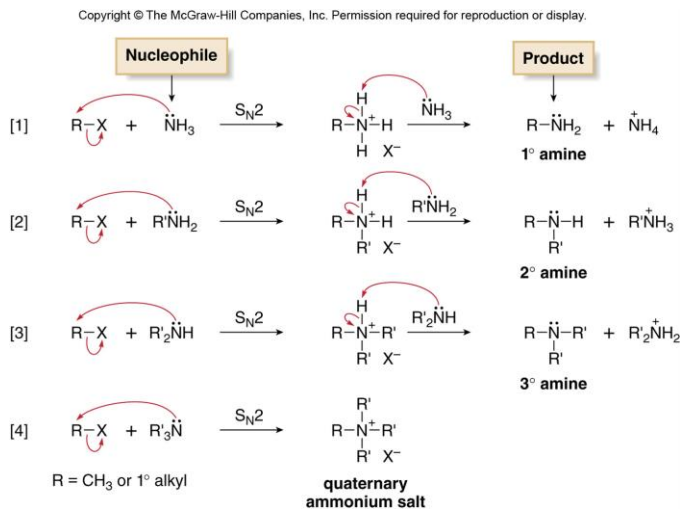 Copyright © The McGraw-Hill Companies, Inc. Permission required for reproduction or display.
Nucleophile
Product
[1] R–X + N̈H₃ Sₙ2 H R–N⁺–H H X⁻ N̈H₃ R–N̈H₂ + N⁺H₄
1° amine
[2] R–X + R'N̈H₂ Sₙ2 H R–N⁺–H R' X⁻ R'N̈H₂ R–N̈–H R' + R'N⁺H₃
2° amine
[3] R–X + R'₂N̈H Sₙ2 H R–N⁺–R' R' X⁻ R'₂N̈H R–N̈–R' R' + R'₂N⁺H₂
3° amine
[4] R–X + R'₃N̈ Sₙ2 R' R–N⁺–R' R' X⁻
R = CH₃ or 1° alkyl
quaternary
ammonium salt